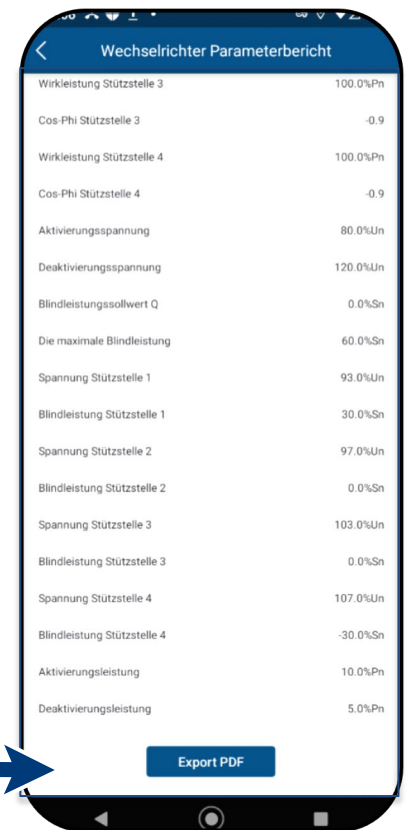 Wechselrichter Parameterbericht
Wirkleistung Stützstelle 3 100.0%Pn
Cos-Phi Stützstelle 3 -0.9
Wirkleistung Stützstelle 4 100.0%Pn
Cos-Phi Stützstelle 4 -0.9
Aktivierungsspannung 80.0%Un
Deaktivierungsspannung 120.0%Un
Blindleistungssollwert Q 0.0%Sn
Die maximale Blindleistung 60.0%Sn
Spannung Stützstelle 1 93.0%Un
Blindleistung Stützstelle 1 30.0%Sn
Spannung Stützstelle 2 97.0%Un
Blindleistung Stützstelle 2 0.0%Sn
Spannung Stützstelle 3 103.0%Un
Blindleistung Stützstelle 3 0.0%Sn
Spannung Stützstelle 4 107.0%Un
Blindleistung Stützstelle 4 -30.0%Sn
Aktivierungsleistung 10.0%Pn
Deaktivierungsleistung 5.0%Pn
Export PDF